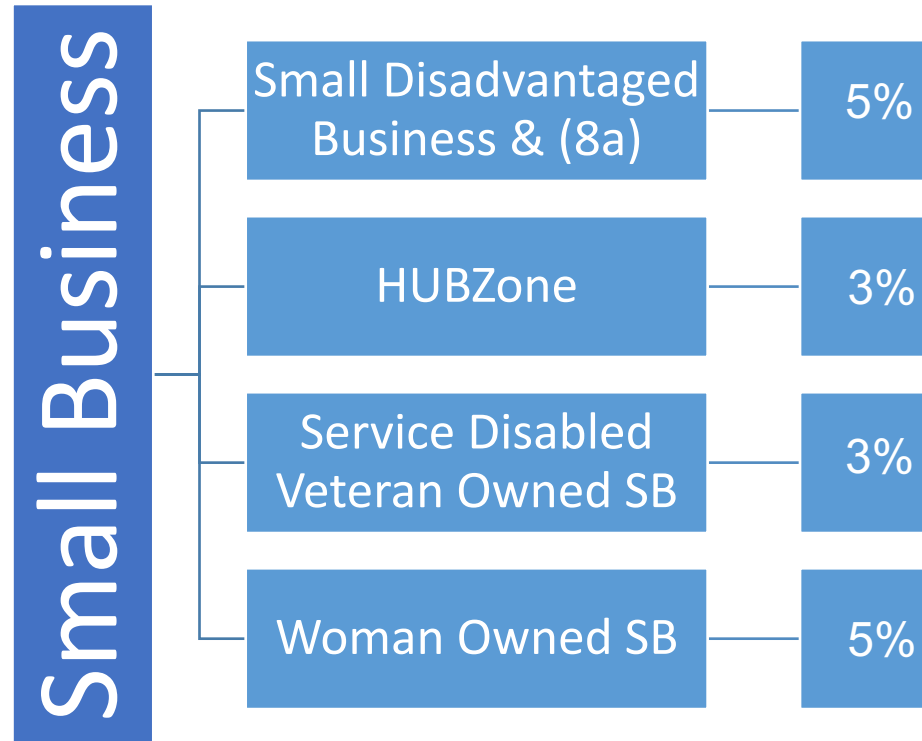 Small Business
Small Disadvantaged
Business & (8a)
5%
HUBZone
3%
Service Disabled
Veteran Owned SB
3%
Woman Owned SB
5%